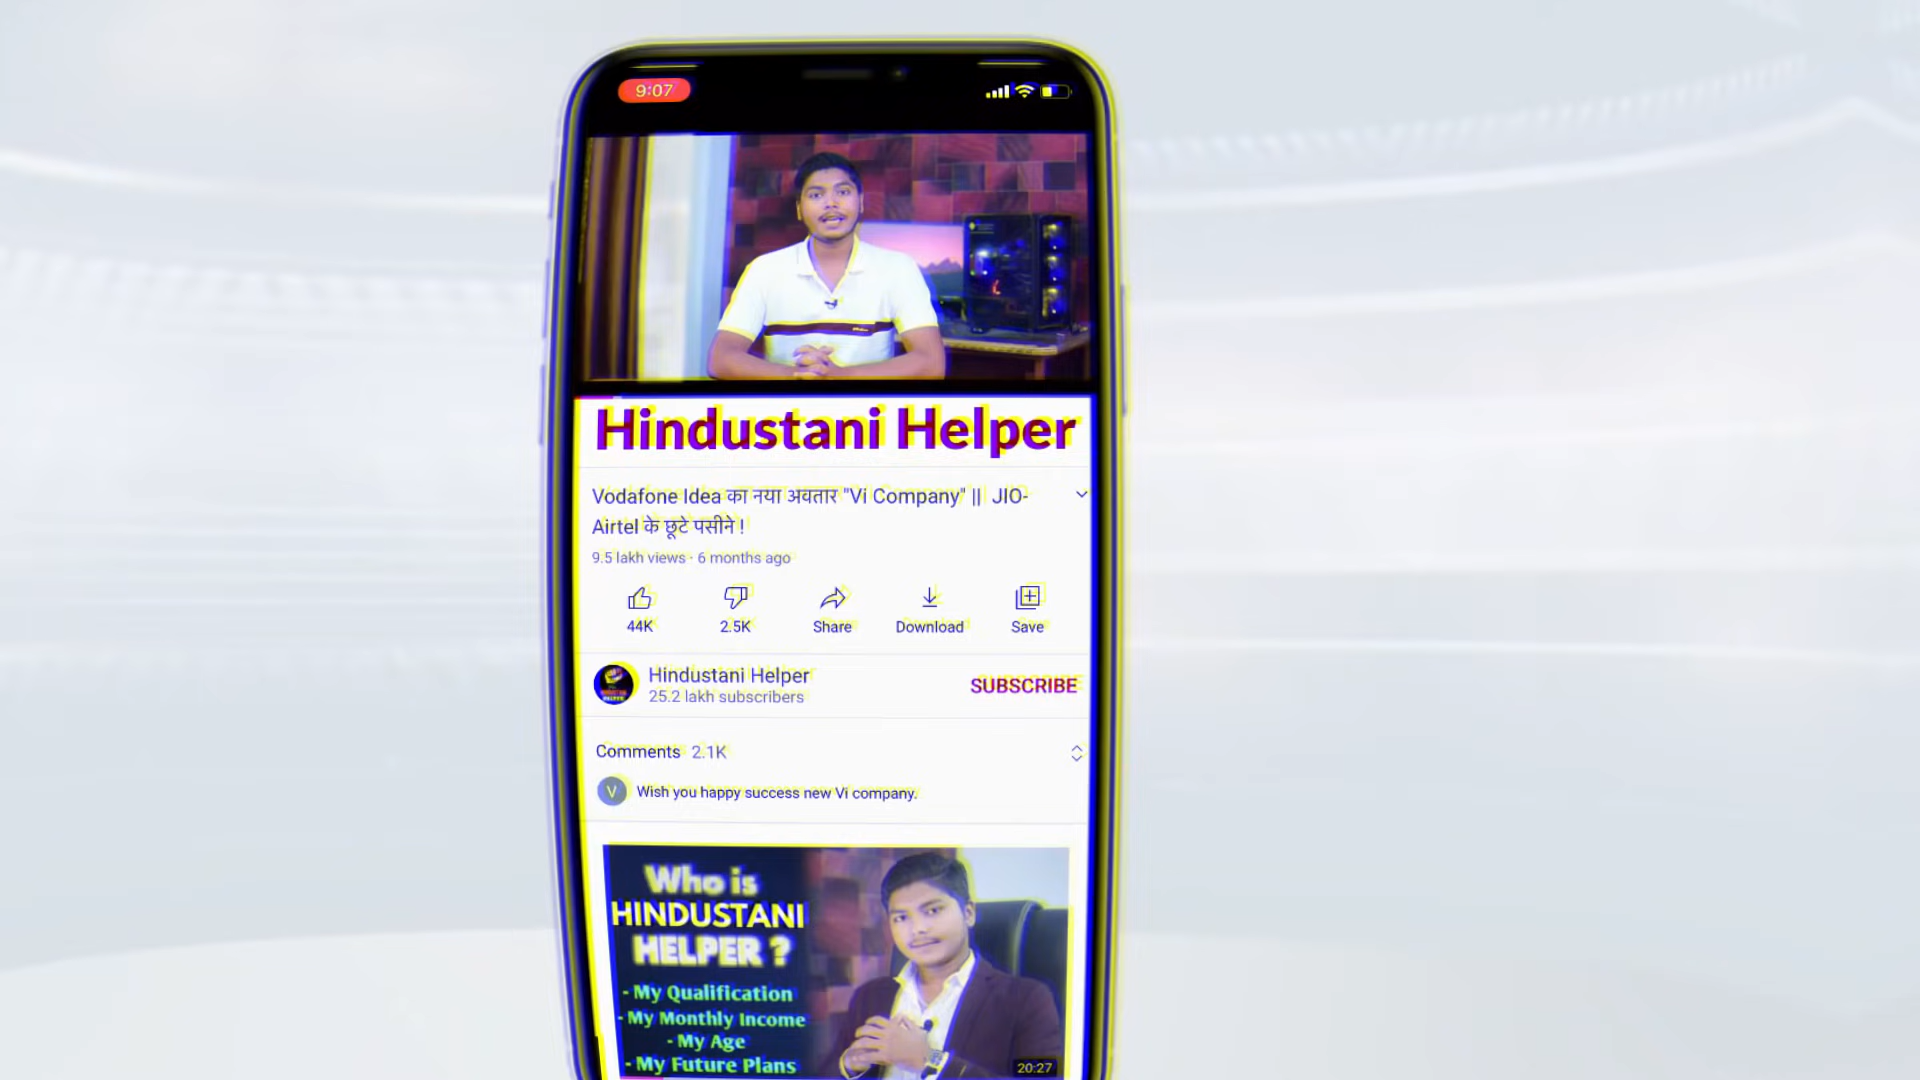 9:07
Hindustani Helper
Vodafone Idea का नया अवतार "Vi Company" || JIO-
Airtel के छूटे पसीने !
9.5 lakh views · 6 months ago
44K
2.5K
Share
Download
Save
Hindustani Helper
25.2 lakh subscribers
SUBSCRIBE
Comments 2.1K
V
Wish you happy success new Vi company.
Who is
HINDUSTANI
HELPER ?
- My Qualification
- My Monthly Income
- My Age
- My Future Plans
20:27